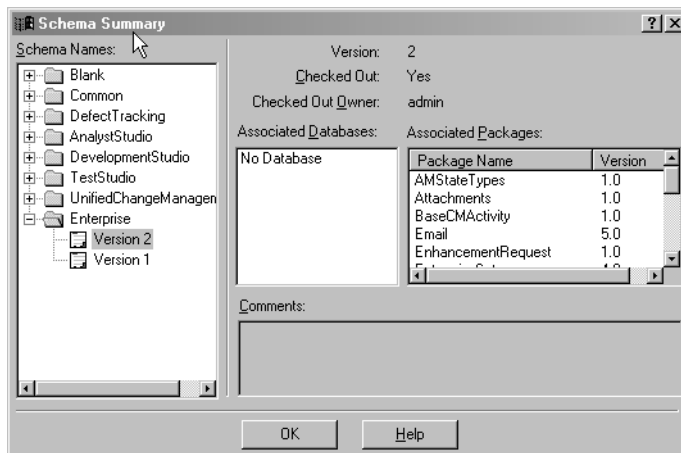 Schema Summary
Schema Names:
Blank
Common
DefectTracking
AnalystStudio
DevelopmentStudio
TestStudio
UnifiedChangeManagen
Enterprise
Version 2
Version 1
Version: 2
Checked Out: Yes
Checked Out Owner: admin
Associated Databases:
No Database
Associated Packages:
Package Name Version
AMStateTypes 1.0
Attachments 1.0
BaseCMActivity 1.0
Email 5.0
EnhancementRequest 1.0
Comments:
OK Help